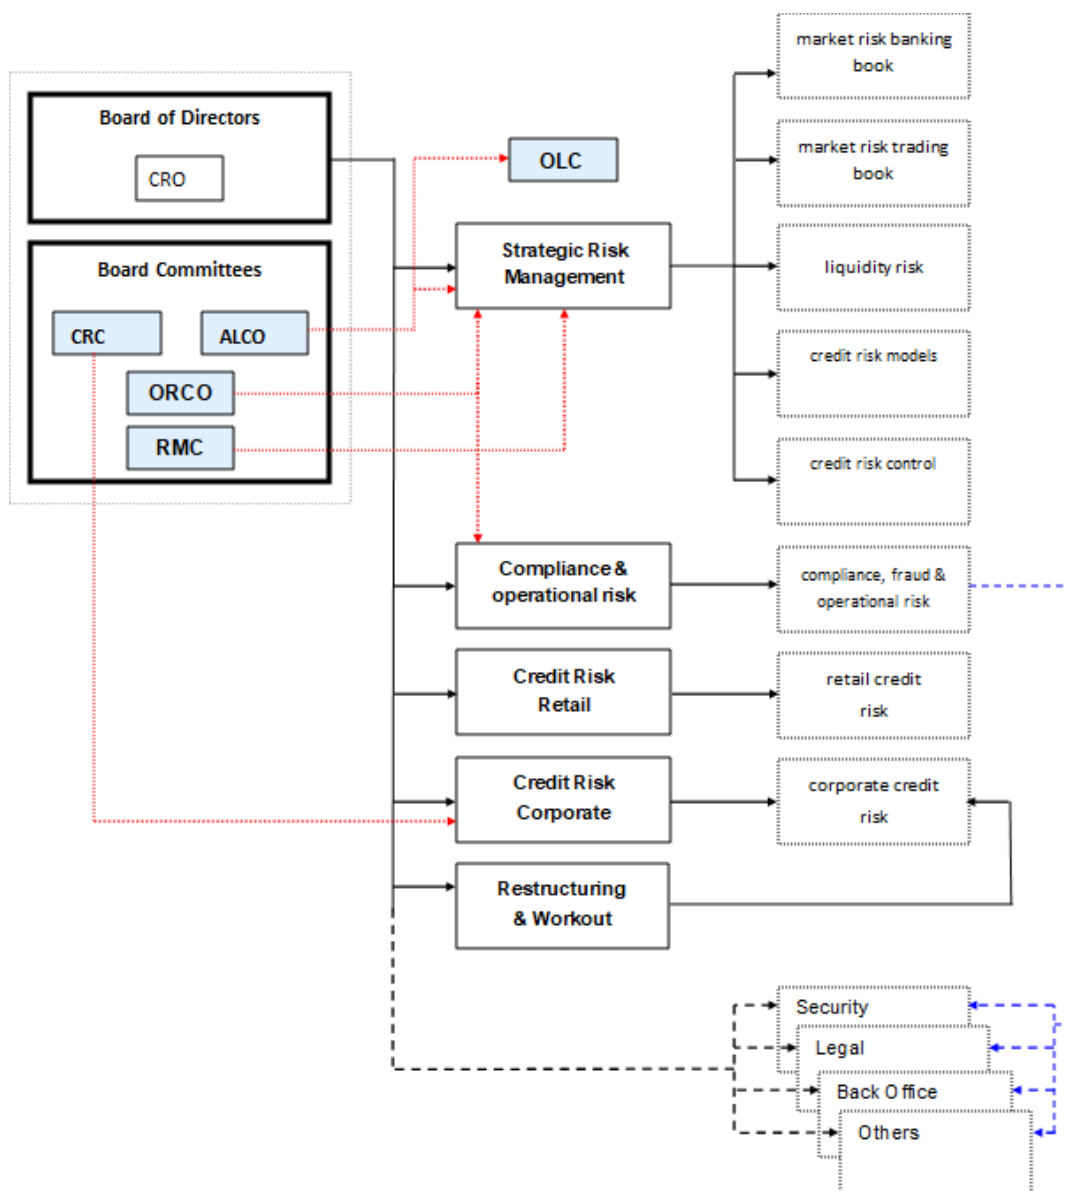 Board of Directors
CRO
Board Committees
CRC
ALCO
ORCO
RMC
OLC
Strategic Risk
Management
Compliance &
operational risk
Credit Risk
Retail
Credit Risk
Corporate
Restructuring
& Workout
market risk banking
book
market risk trading
book
liquidity risk
credit risk models
credit risk control
compliance, fraud &
operational risk
retail credit
risk
corporate credit
risk
Security
Legal
Back Office
Others